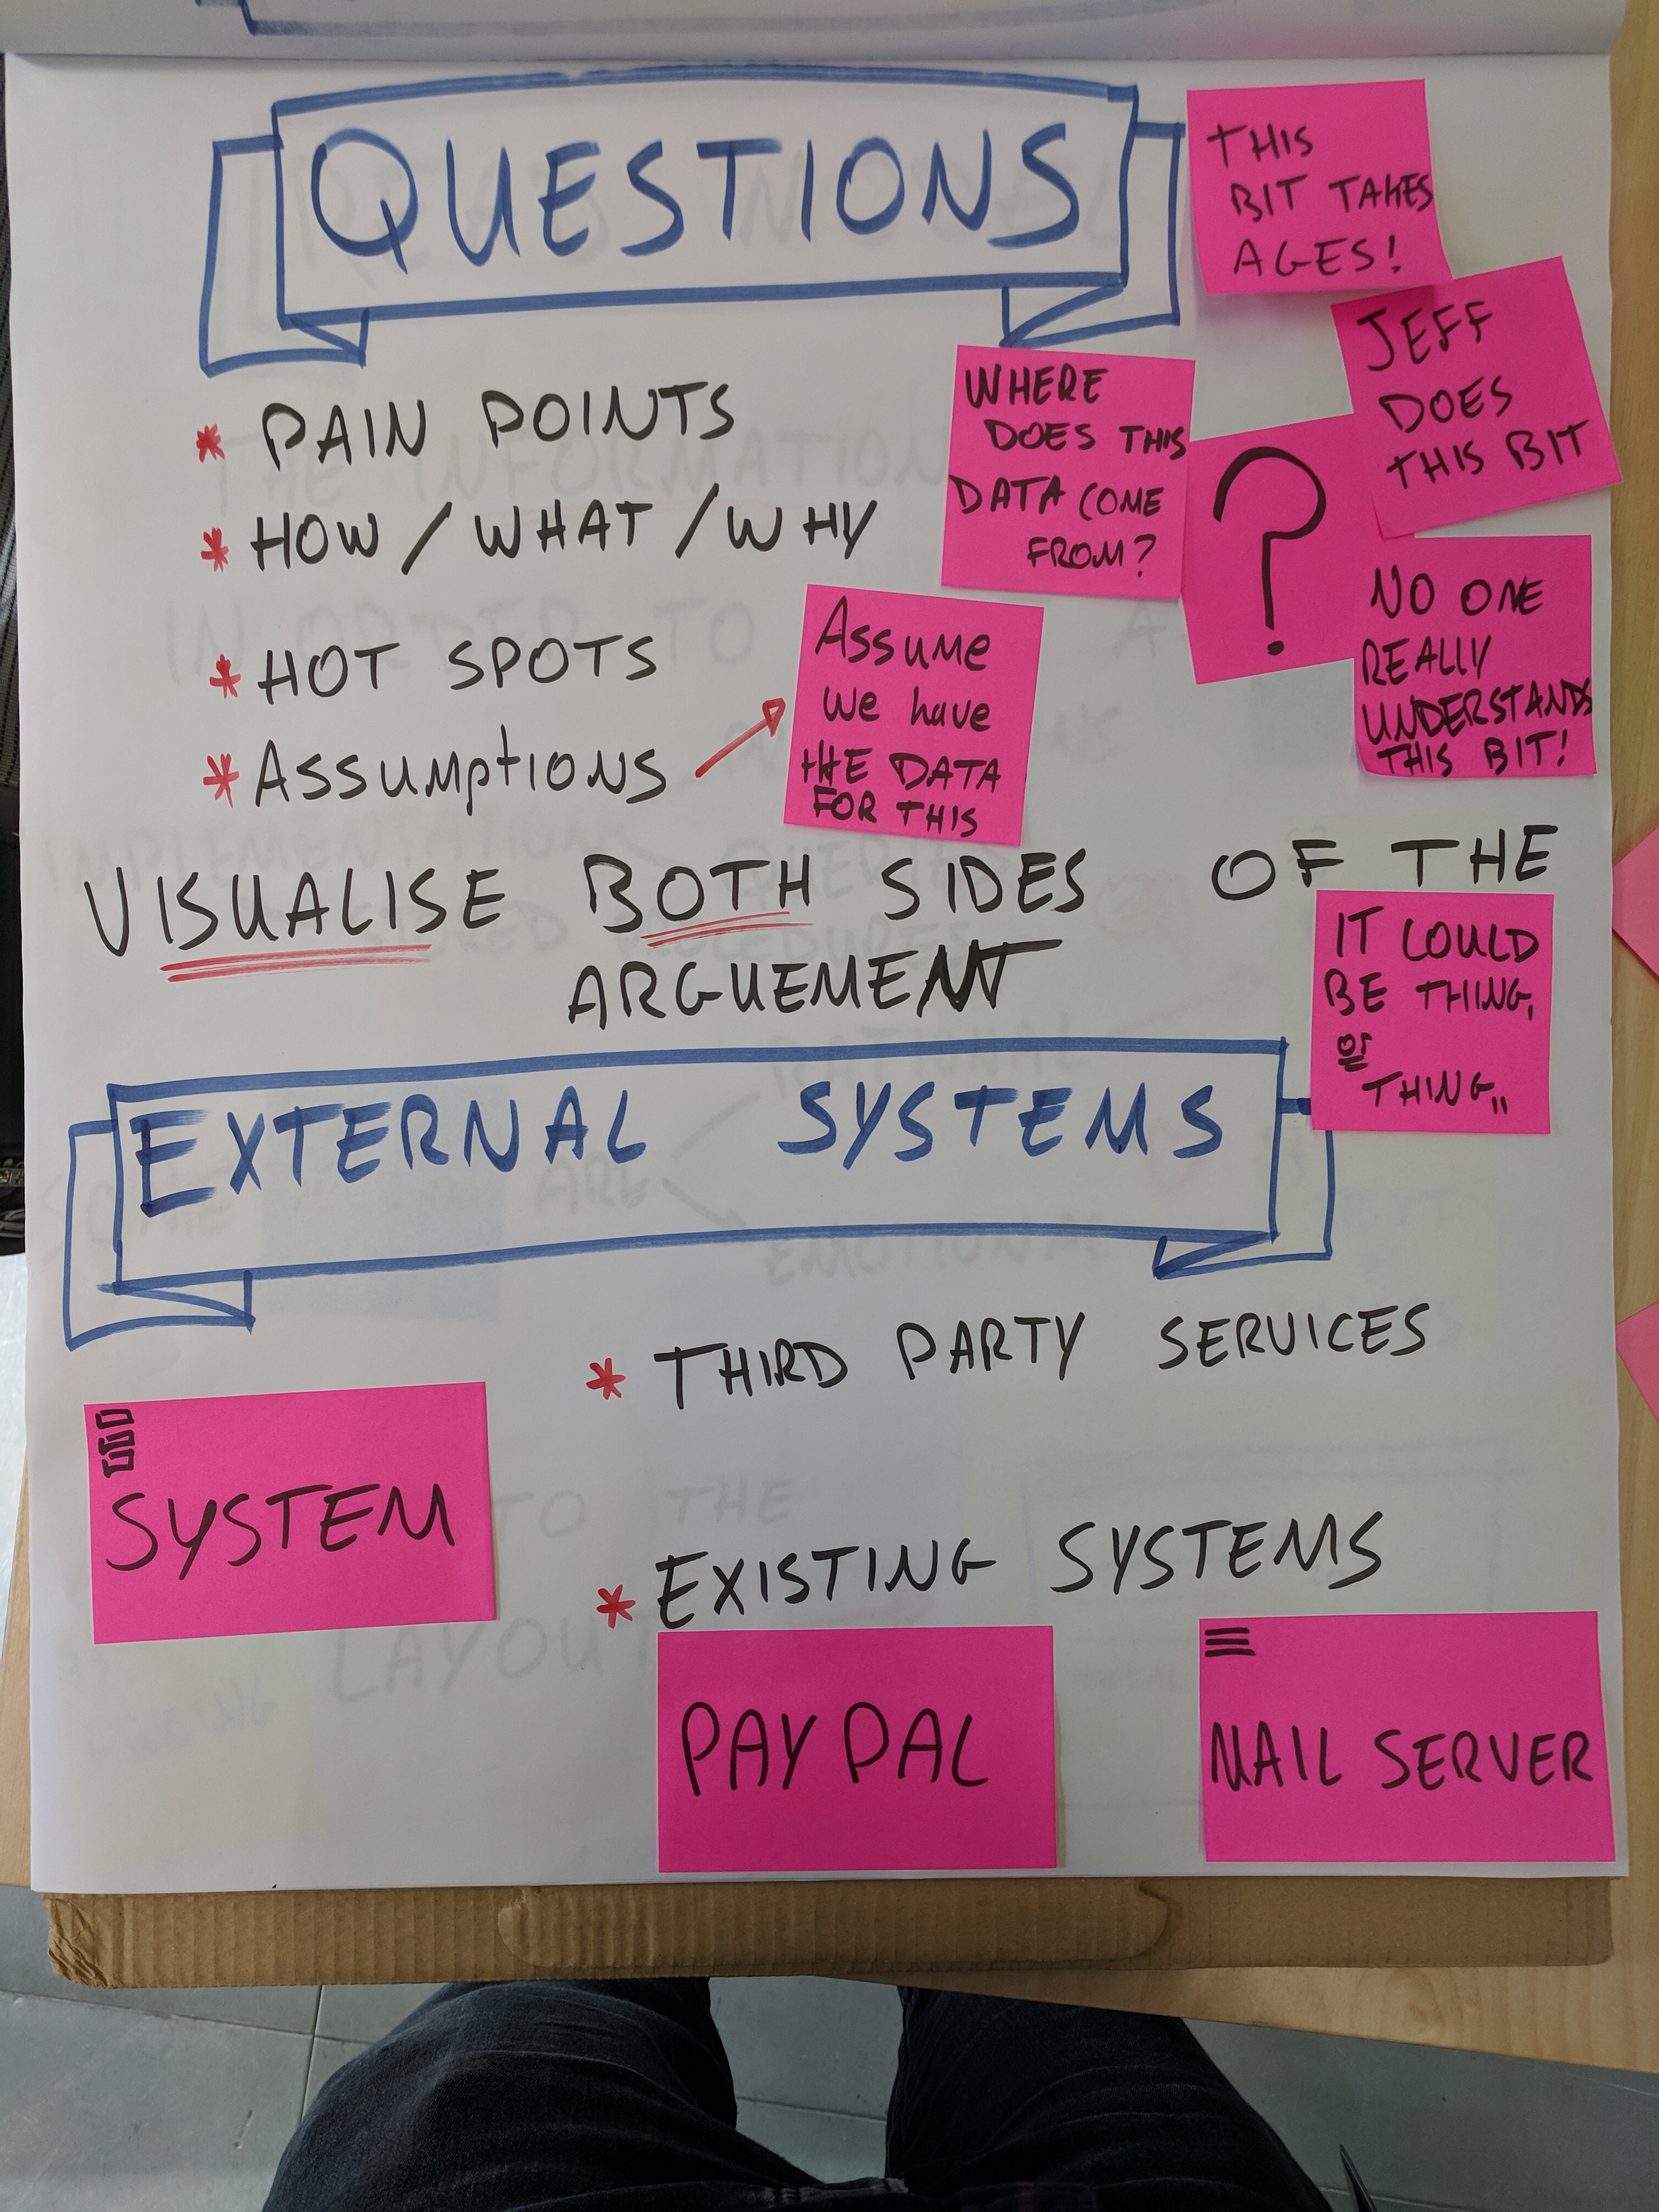 QUESTIONS
THIS
BIT TAKES
AGES!
JEFF
DOES
THIS BIT
WHERE
DOES THIS
DATA COME
FROM?
?
NO ONE
REALLY
UNDERSTANDS
THIS BIT!
* PAIN POINTS
* HOW / WHAT / WHY
* HOT SPOTS
* ASSUMPTIONS
ASSUME
WE have
THE DATA
FOR THIS
VISUALISE BOTH SIDES OF THE
ARGUEMENT
IT COULD
BE THING,
or
THING,,
EXTERNAL SYSTEMS
* THIRD PARTY SERVICES
SYSTEM
* EXISTING SYSTEMS
PAYPAL
MAIL SERVER